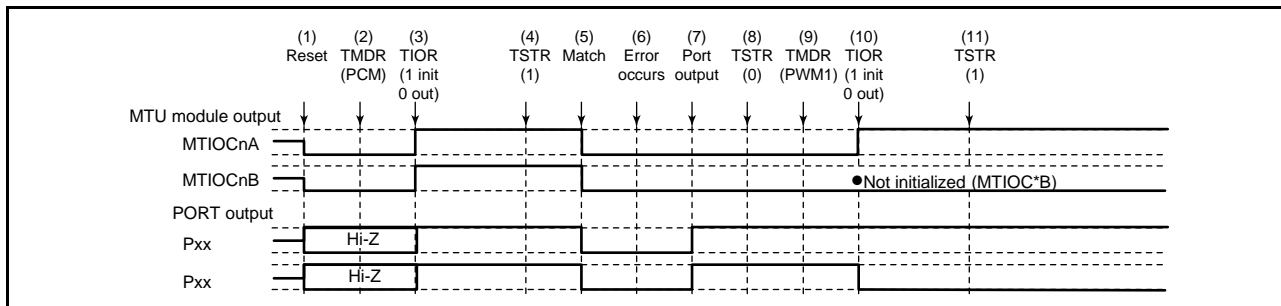 (1) (2) (3) (4) (5) (6) (7) (8) (9) (10) (11)
Reset TMDR TIOR TSTR Match Error Port TSTR TMDR TIOR TSTR
(PCM) (1 init (1) occurs output (0) (PWM1) (1 init (1)
0 out) 0 out)
MTU module output
MTIOCnA
MTIOCnB
●Not initialized (MTIOC*B)
PORT output
Pxx Hi-Z
Pxx Hi-Z